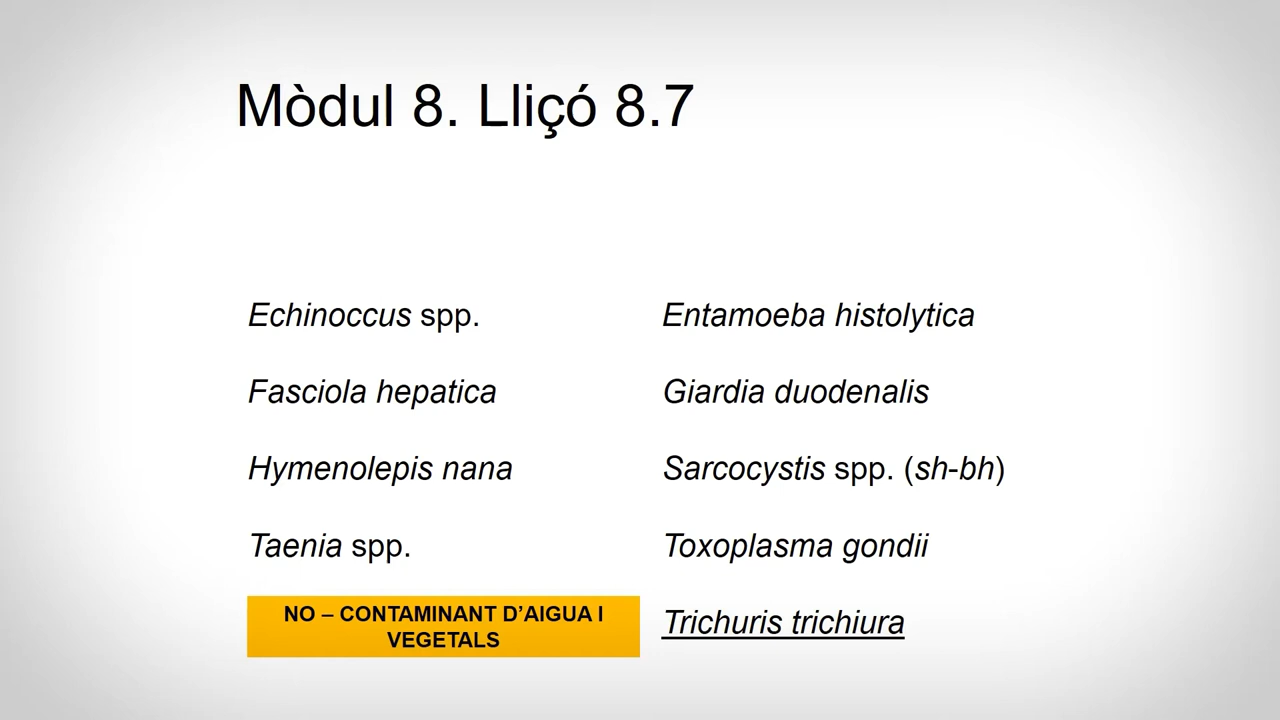 Mòdul 8. Lliçó 8.7
Echinoccus spp.
Fasciola hepatica
Hymenolepis nana
Taenia spp.
NO – CONTAMINANT D’AIGUA I
VEGETALS
Entamoeba histolytica
Giardia duodenalis
Sarcocystis spp. (sh-bh)
Toxoplasma gondii
Trichuris trichiura